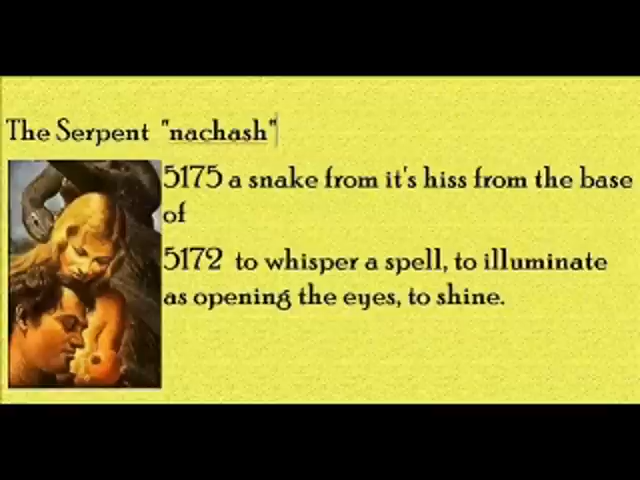 The Serpent "nachash"
5175 a snake from it's hiss from the base
of
5172 to whisper a spell, to illuminate
as opening the eyes, to shine.